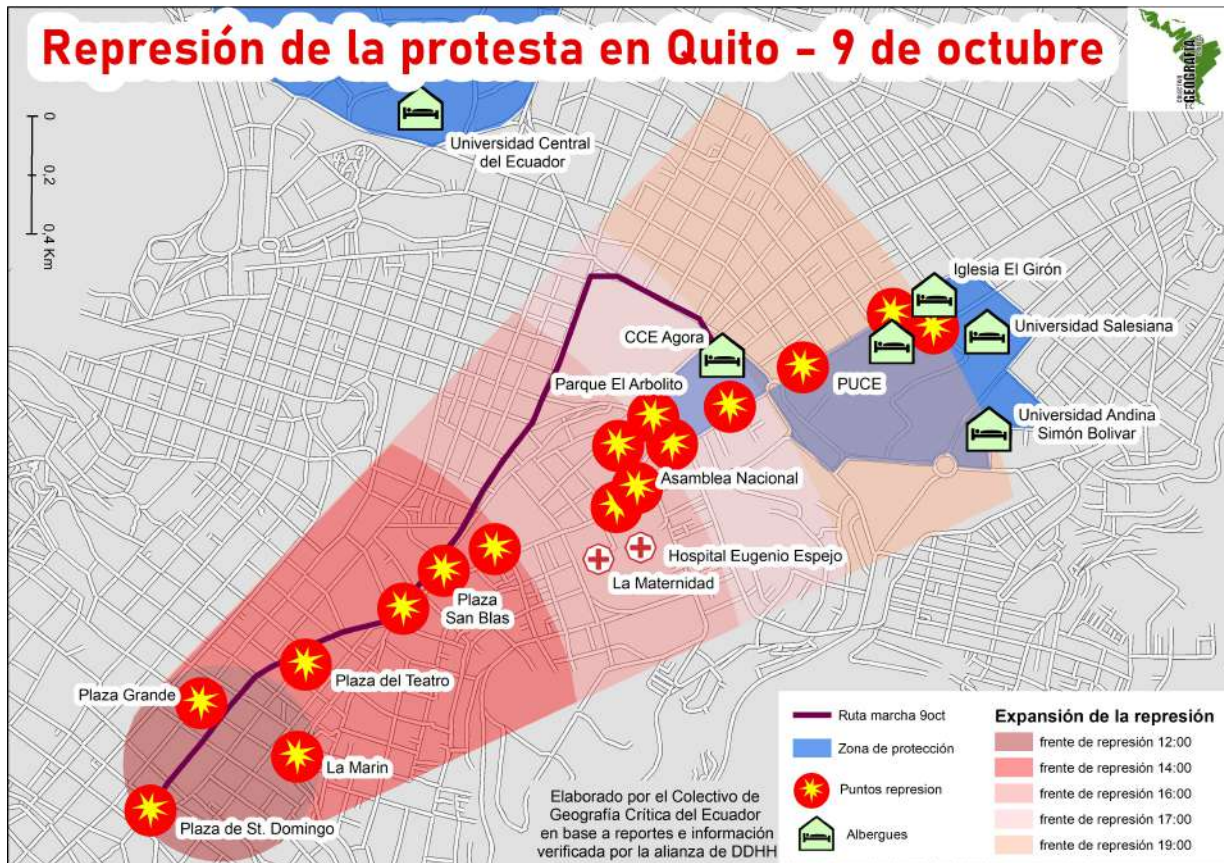 Represión de la protesta en Quito - 9 de octubre
COLECTIVO
GEOGRAFÍA
0
0,2
0,4 Km
Universidad Central
del Ecuador
Iglesia El Girón
Universidad Salesiana
CCE Agora
PUCE
Parque El Arbolito
Universidad Andina
Simón Bolivar
Asamblea Nacional
Hospital Eugenio Espejo
La Maternidad
Plaza
San Blas
Plaza del Teatro
Plaza Grande
La Marin
Plaza de St. Domingo
Elaborado por el Colectivo de
Geografía Crítica del Ecuador
en base a reportes e información
verificada por la alianza de DDHH
Ruta marcha 9oct
Zona de protección
Puntos represion
Albergues
Expansión de la represión
frente de represión 12:00
frente de represión 14:00
frente de represión 16:00
frente de represión 17:00
frente de represión 19:00